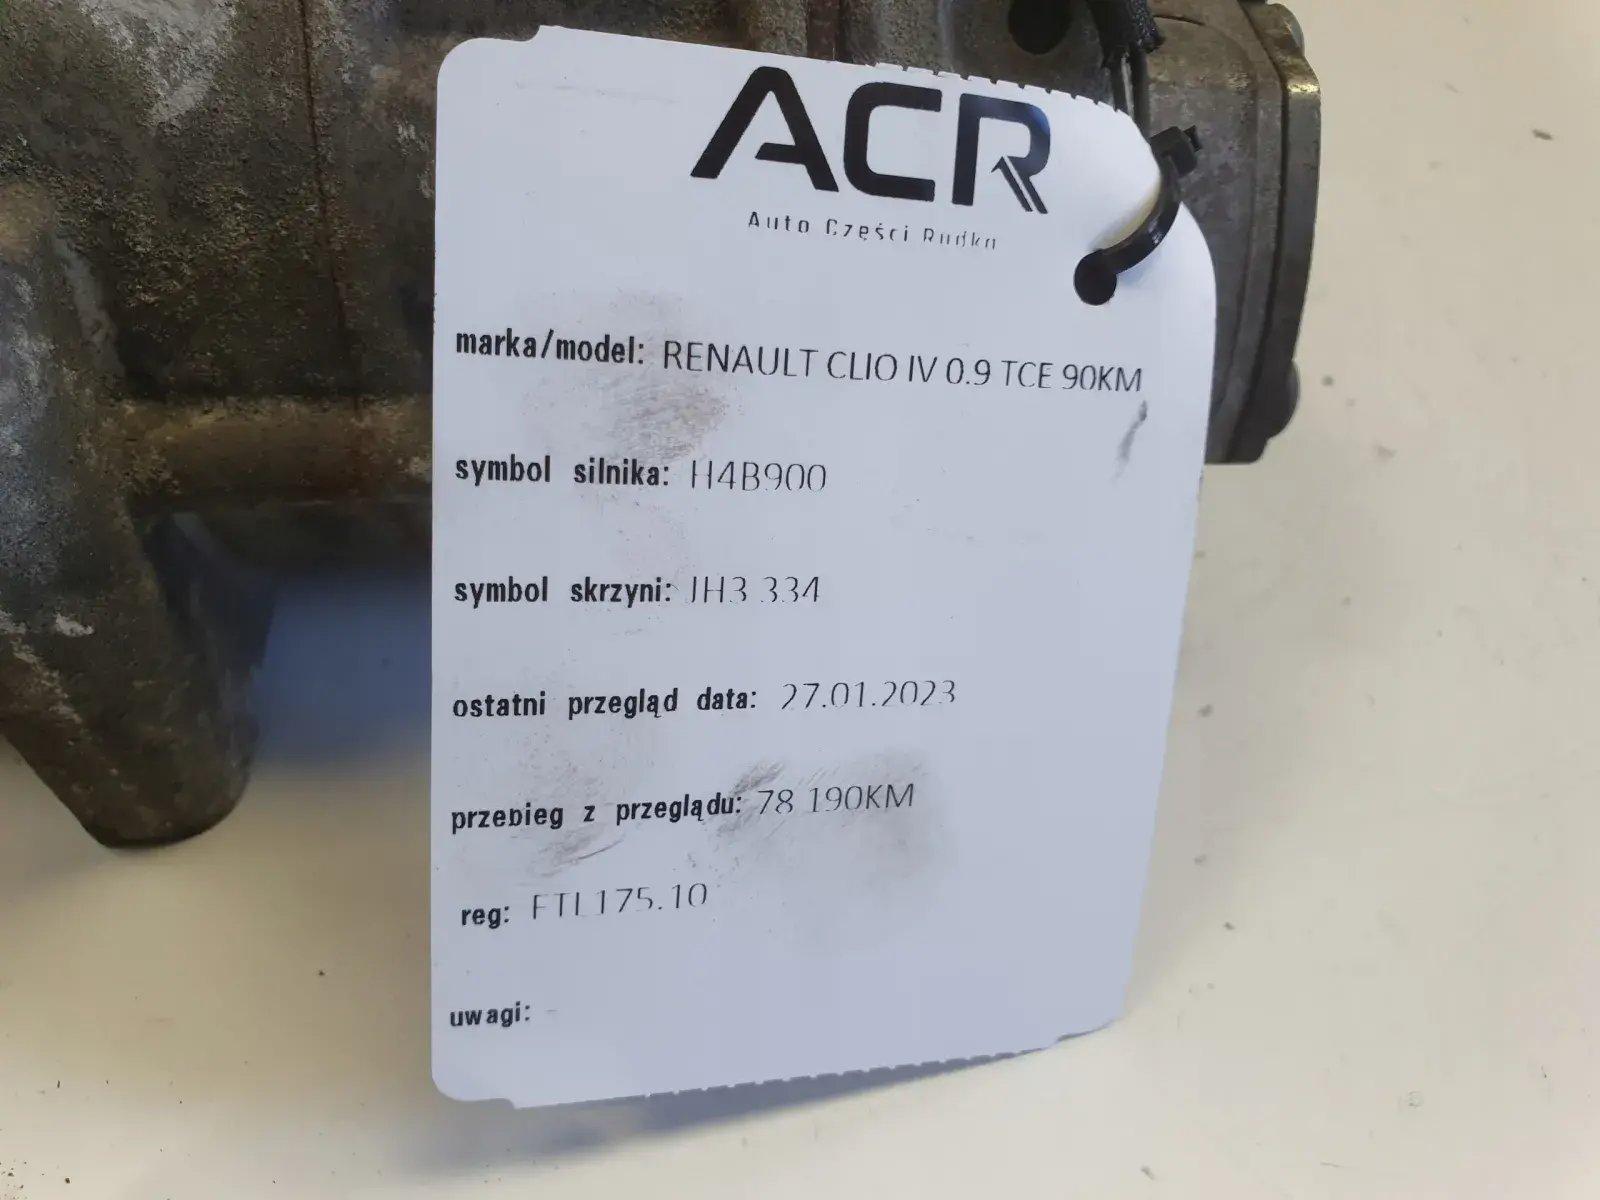 ACR
Auto Części Rudka
marka/model: RENAULT CLIO IV 0.9 TCE 90KM
symbol silnika: H4B900
symbol skrzyni: JH3 334
ostatni przegląd data: 27.01.2023
przebieg z przeglądu: 78 190KM
reg: FTL175.10
uwagi: -